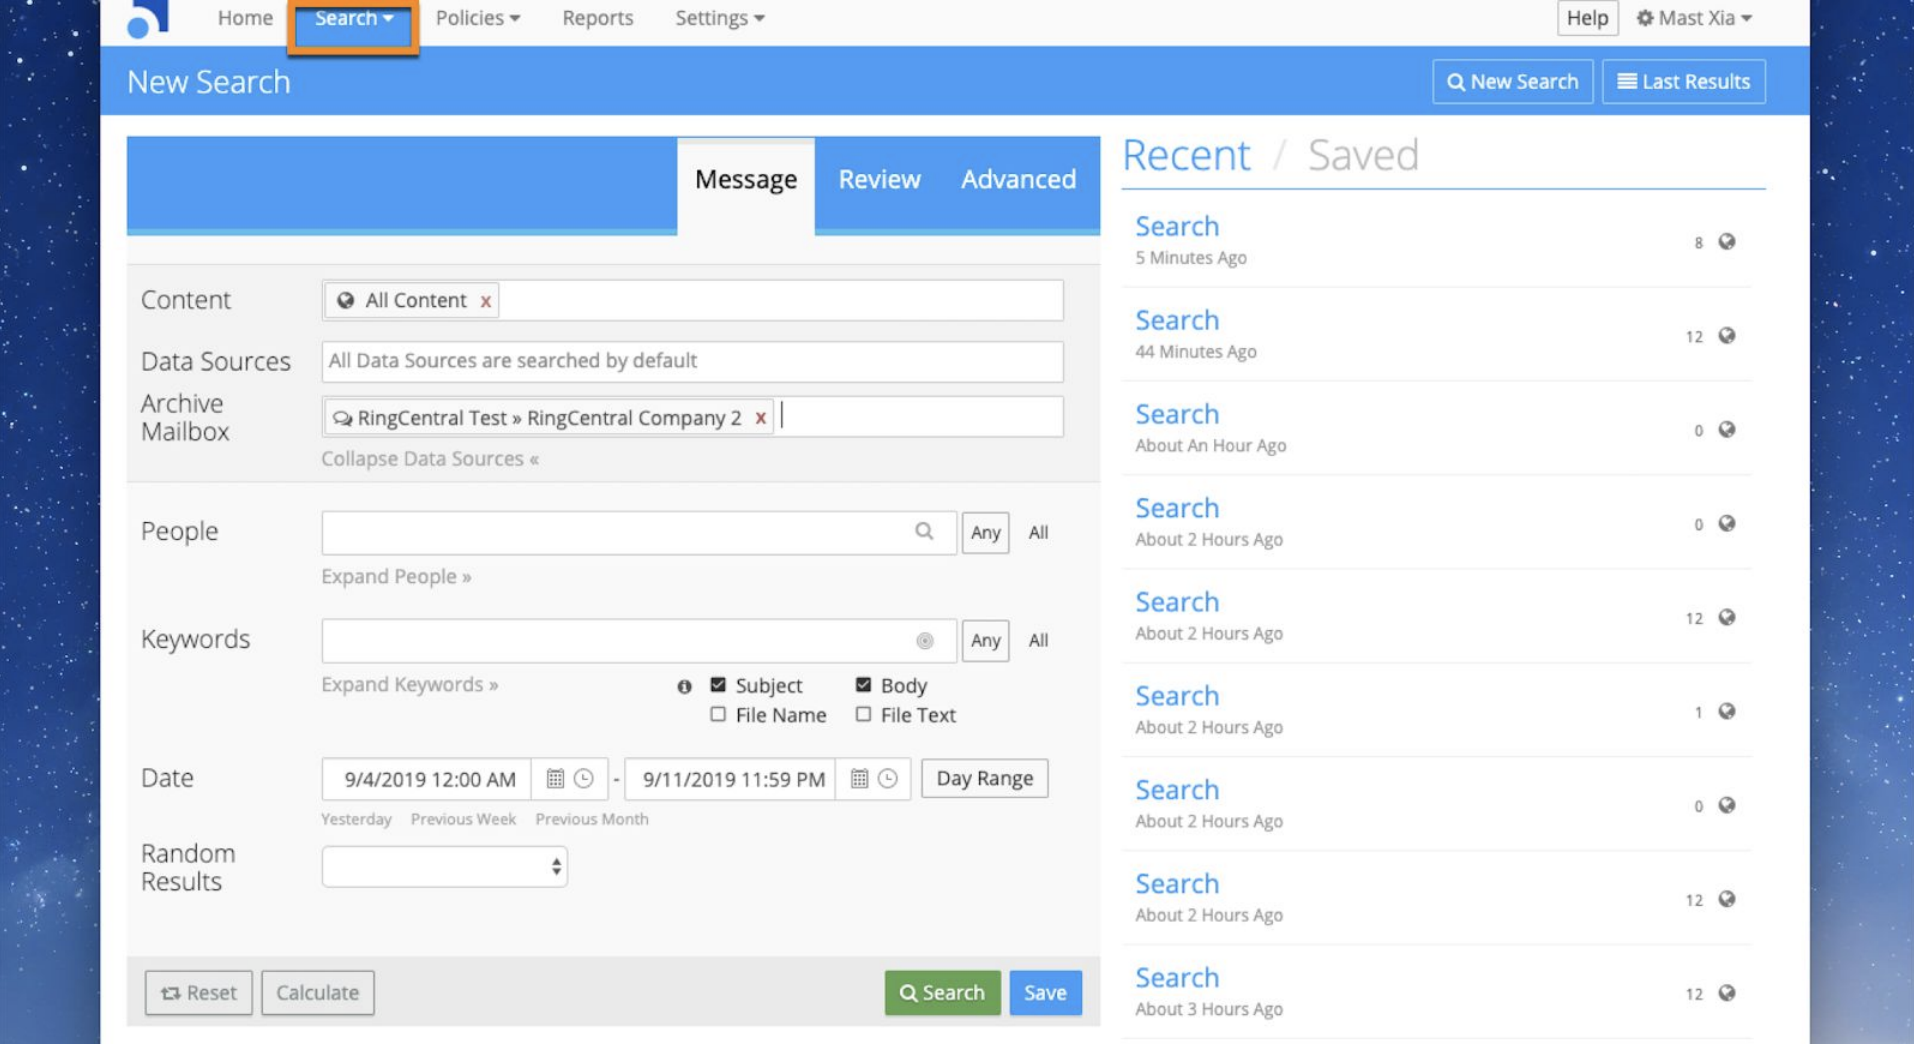 Home Search Policies Reports Settings Help Mast Xia
New Search New Search Last Results
Message Review Advanced
Content All Content x
Data Sources All Data Sources are searched by default
Archive Mailbox RingCentral Test » RingCentral Company 2 x
Collapse Data Sources «
People Any All
Expand People »
Keywords Any All
Expand Keywords » Subject Body
File Name File Text
Date 9/4/2019 12:00 AM - 9/11/2019 11:59 PM Day Range
Yesterday Previous Week Previous Month
Random
Results
Reset Calculate Search Save
Recent / Saved
Search
5 Minutes Ago 8
Search
44 Minutes Ago 12
Search
About An Hour Ago 0
Search
About 2 Hours Ago 0
Search
About 2 Hours Ago 12
Search
About 2 Hours Ago 1
Search
About 2 Hours Ago 0
Search
About 2 Hours Ago 12
Search
About 3 Hours Ago 12